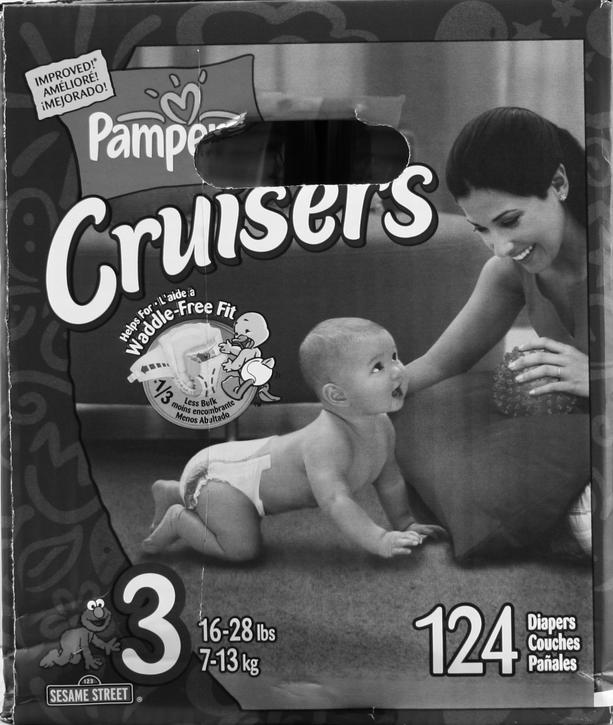 IMPROVED!*
AMÉLIORÉ!
¡MEJORADO!
Pampe
Cruisers
Helps For • L'aide à
Waddle-Free Fit
1/3
Less Bulk
moins encombrante
Menos Abultado
3
16-28 lbs
7-13 kg
124
Diapers
Couches
Pañales
123
SESAME STREET®